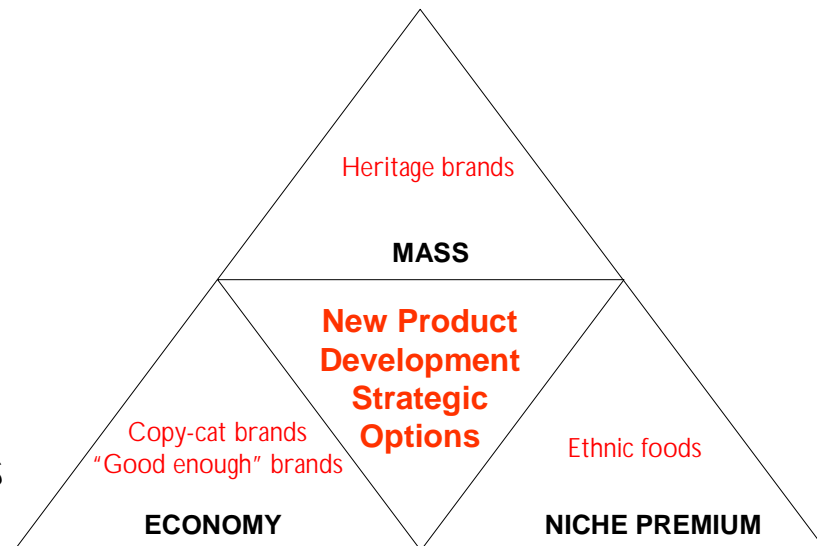 Heritage brands
MASS
New Product
Development
Strategic
Options
Copy-cat brands
“Good enough” brands
ECONOMY
Ethnic foods
NICHE PREMIUM
s